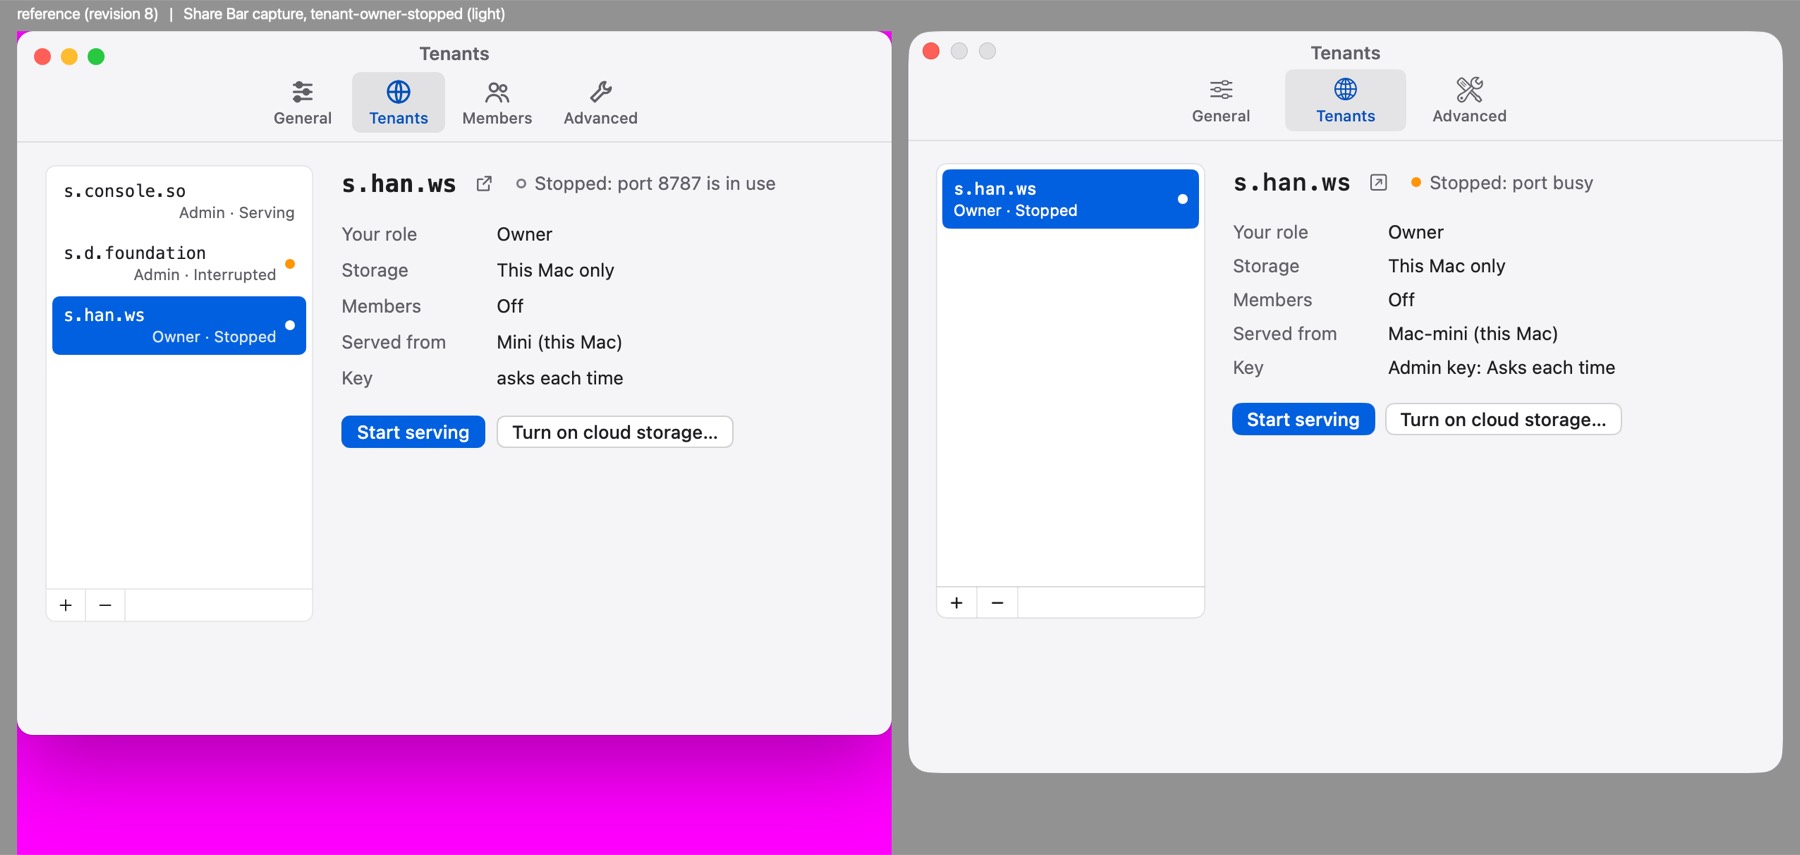 reference (revision 8) | Share Bar capture, tenant-owner-stopped (light)
Tenants
General
Tenants
Members
Advanced
s.console.so
Admin · Serving
s.d.foundation
Admin · Interrupted
s.han.ws
Owner · Stopped
+ −
s.han.ws
Stopped: port 8787 is in use
Your role Owner
Storage This Mac only
Members Off
Served from Mini (this Mac)
Key asks each time
Start serving
Turn on cloud storage...
Tenants
General
Tenants
Advanced
s.han.ws
Owner · Stopped
+ −
s.han.ws
Stopped: port busy
Your role Owner
Storage This Mac only
Members Off
Served from Mac-mini (this Mac)
Key Admin key: Asks each time
Start serving
Turn on cloud storage...